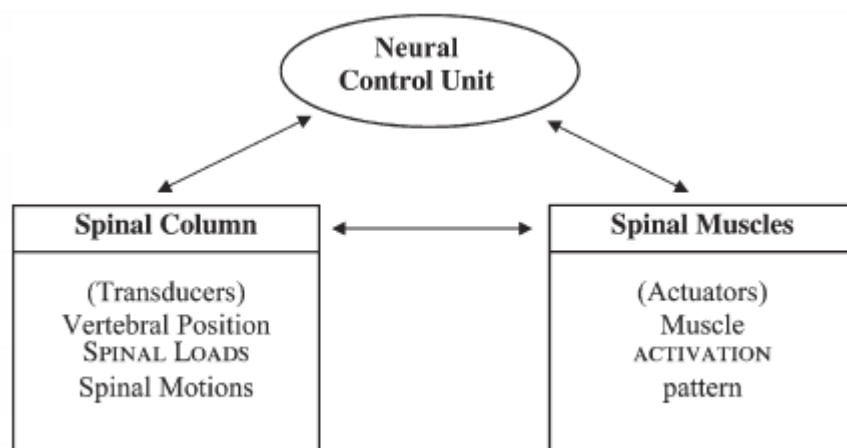 Neural
Control Unit
Spinal Column
(Transducers)
Vertebral Position
SPINAL LOADS
Spinal Motions
Spinal Muscles
(Actuators)
Muscle
ACTIVATION
pattern